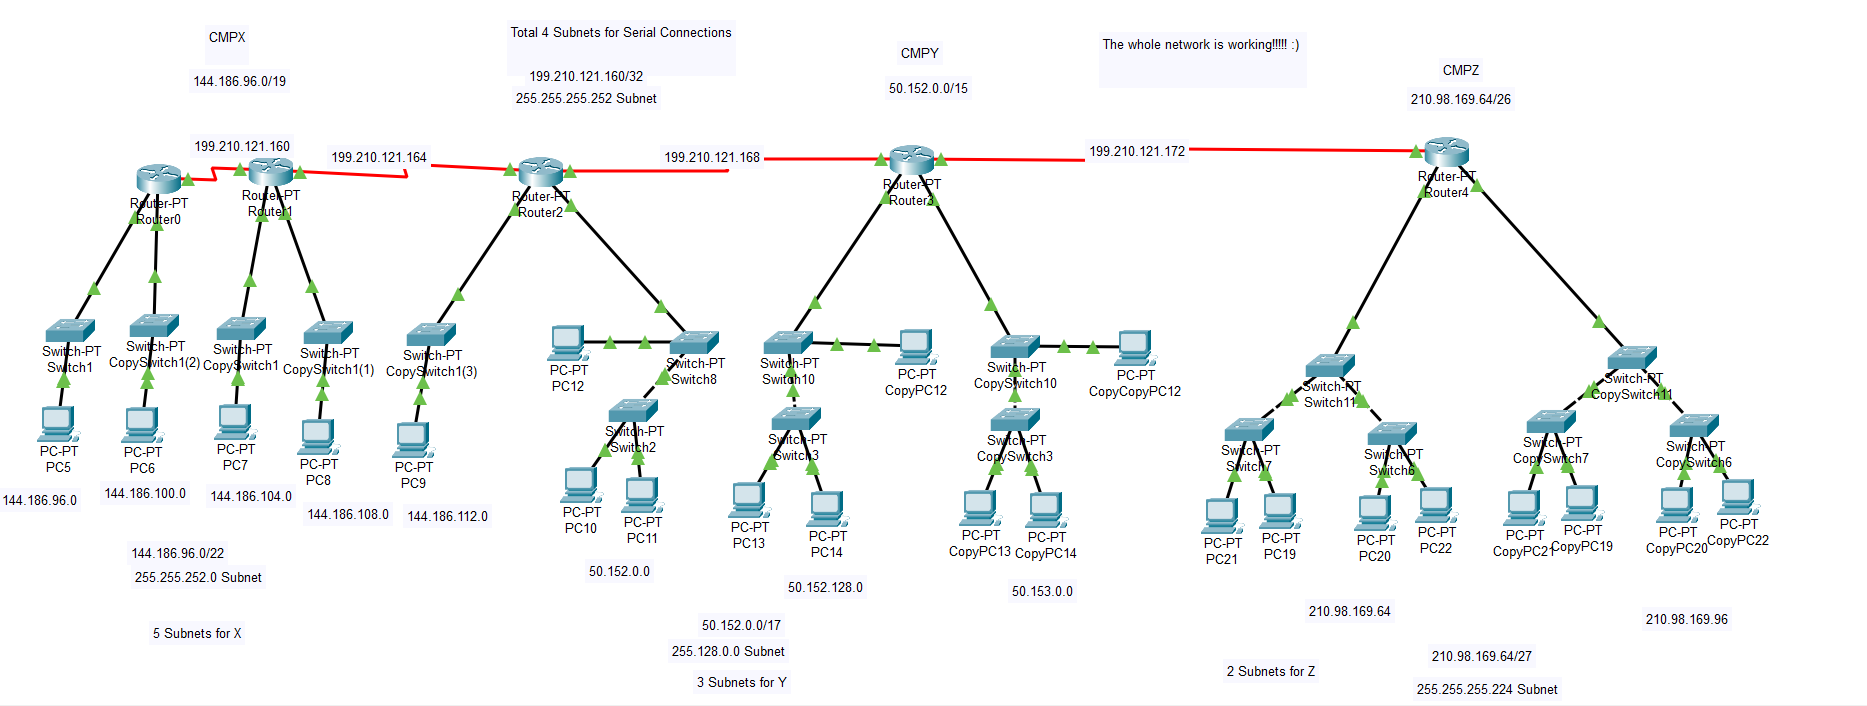 CMPX
144.186.96.0/19
Total 4 Subnets for Serial Connections
199.210.121.160/32
255.255.255.252 Subnet
CMPY
50.152.0.0/15
The whole network is working!!!!! :)
CMPZ
210.98.169.64/26
199.210.121.160
199.210.121.164
199.210.121.168
199.210.121.172
Router-PT
Router0
Router-PT
Router1
Router-PT
Router2
Router-PT
Router3
Router-PT
Router4
Switch-PT
Switch1
Switch-PT
CopySwitch1(2)
Switch-PT
CopySwitch1
Switch-PT
CopySwitch1(1)
Switch-PT
CopySwitch1(3)
PC-PT
PC12
Switch-PT
Switch8
Switch-PT
Switch10
PC-PT
CopyPC12
Switch-PT
CopySwitch10
PC-PT
CopyCopyPC12
Switch-PT
Switch11
Switch-PT
CopySwitch11
Switch-PT
Switch2
Switch-PT
Switch3
Switch-PT
CopySwitch3
Switch-PT
Switch7
Switch-PT
Switch6
Switch-PT
CopySwitch7
Switch-PT
CopySwitch6
PC-PT
PC5
PC-PT
PC6
PC-PT
PC7
PC-PT
PC8
PC-PT
PC9
PC-PT
PC10
PC-PT
PC11
PC-PT
PC13
PC-PT
PC14
PC-PT
CopyPC13
PC-PT
CopyPC14
PC-PT
PC21
PC-PT
PC19
PC-PT
PC20
PC-PT
PC22
PC-PT
CopyPC21
PC-PT
CopyPC19
PC-PT
CopyPC20
PC-PT
CopyPC22
144.186.96.0
144.186.100.0
144.186.104.0
144.186.108.0
144.186.112.0
144.186.96.0/22
255.255.252.0 Subnet
5 Subnets for X
50.152.0.0
50.152.128.0
50.153.0.0
50.152.0.0/17
255.128.0.0 Subnet
3 Subnets for Y
210.98.169.64
210.98.169.96
210.98.169.64/27
2 Subnets for Z
255.255.255.224 Subnet